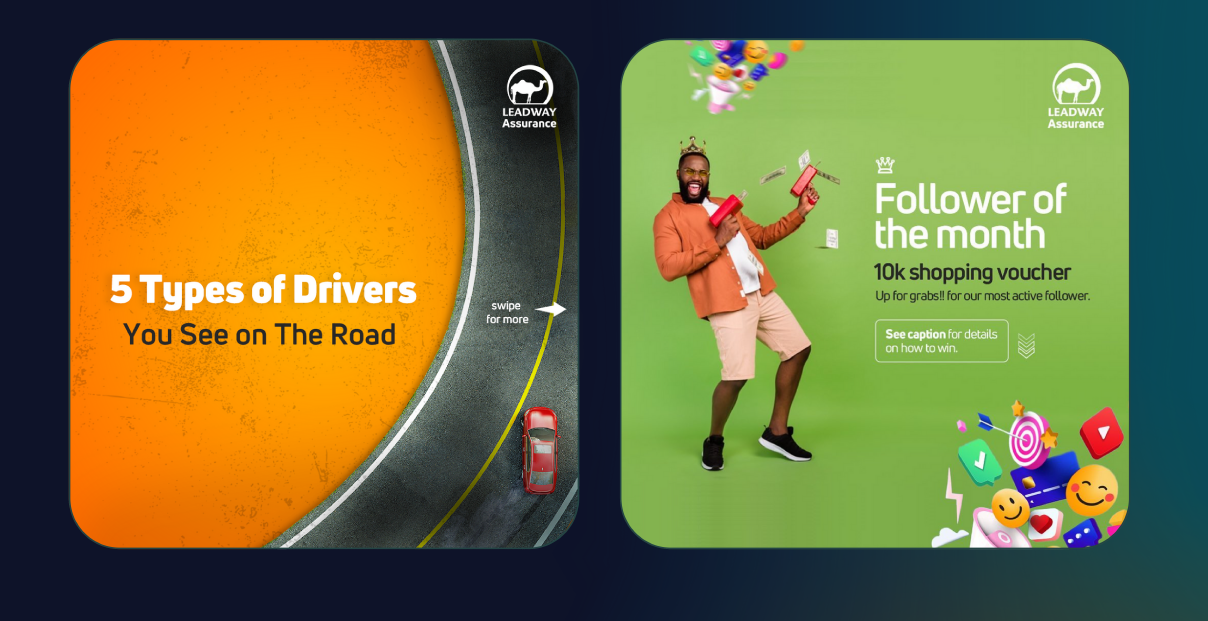 LEADWAY
Assurance
5 Types of Drivers
You See on The Road
swipe
for more
LEADWAY
Assurance
Follower of
the month
10k shopping voucher
Up for grabs!! for our most active follower.
See caption for details
on how to win.